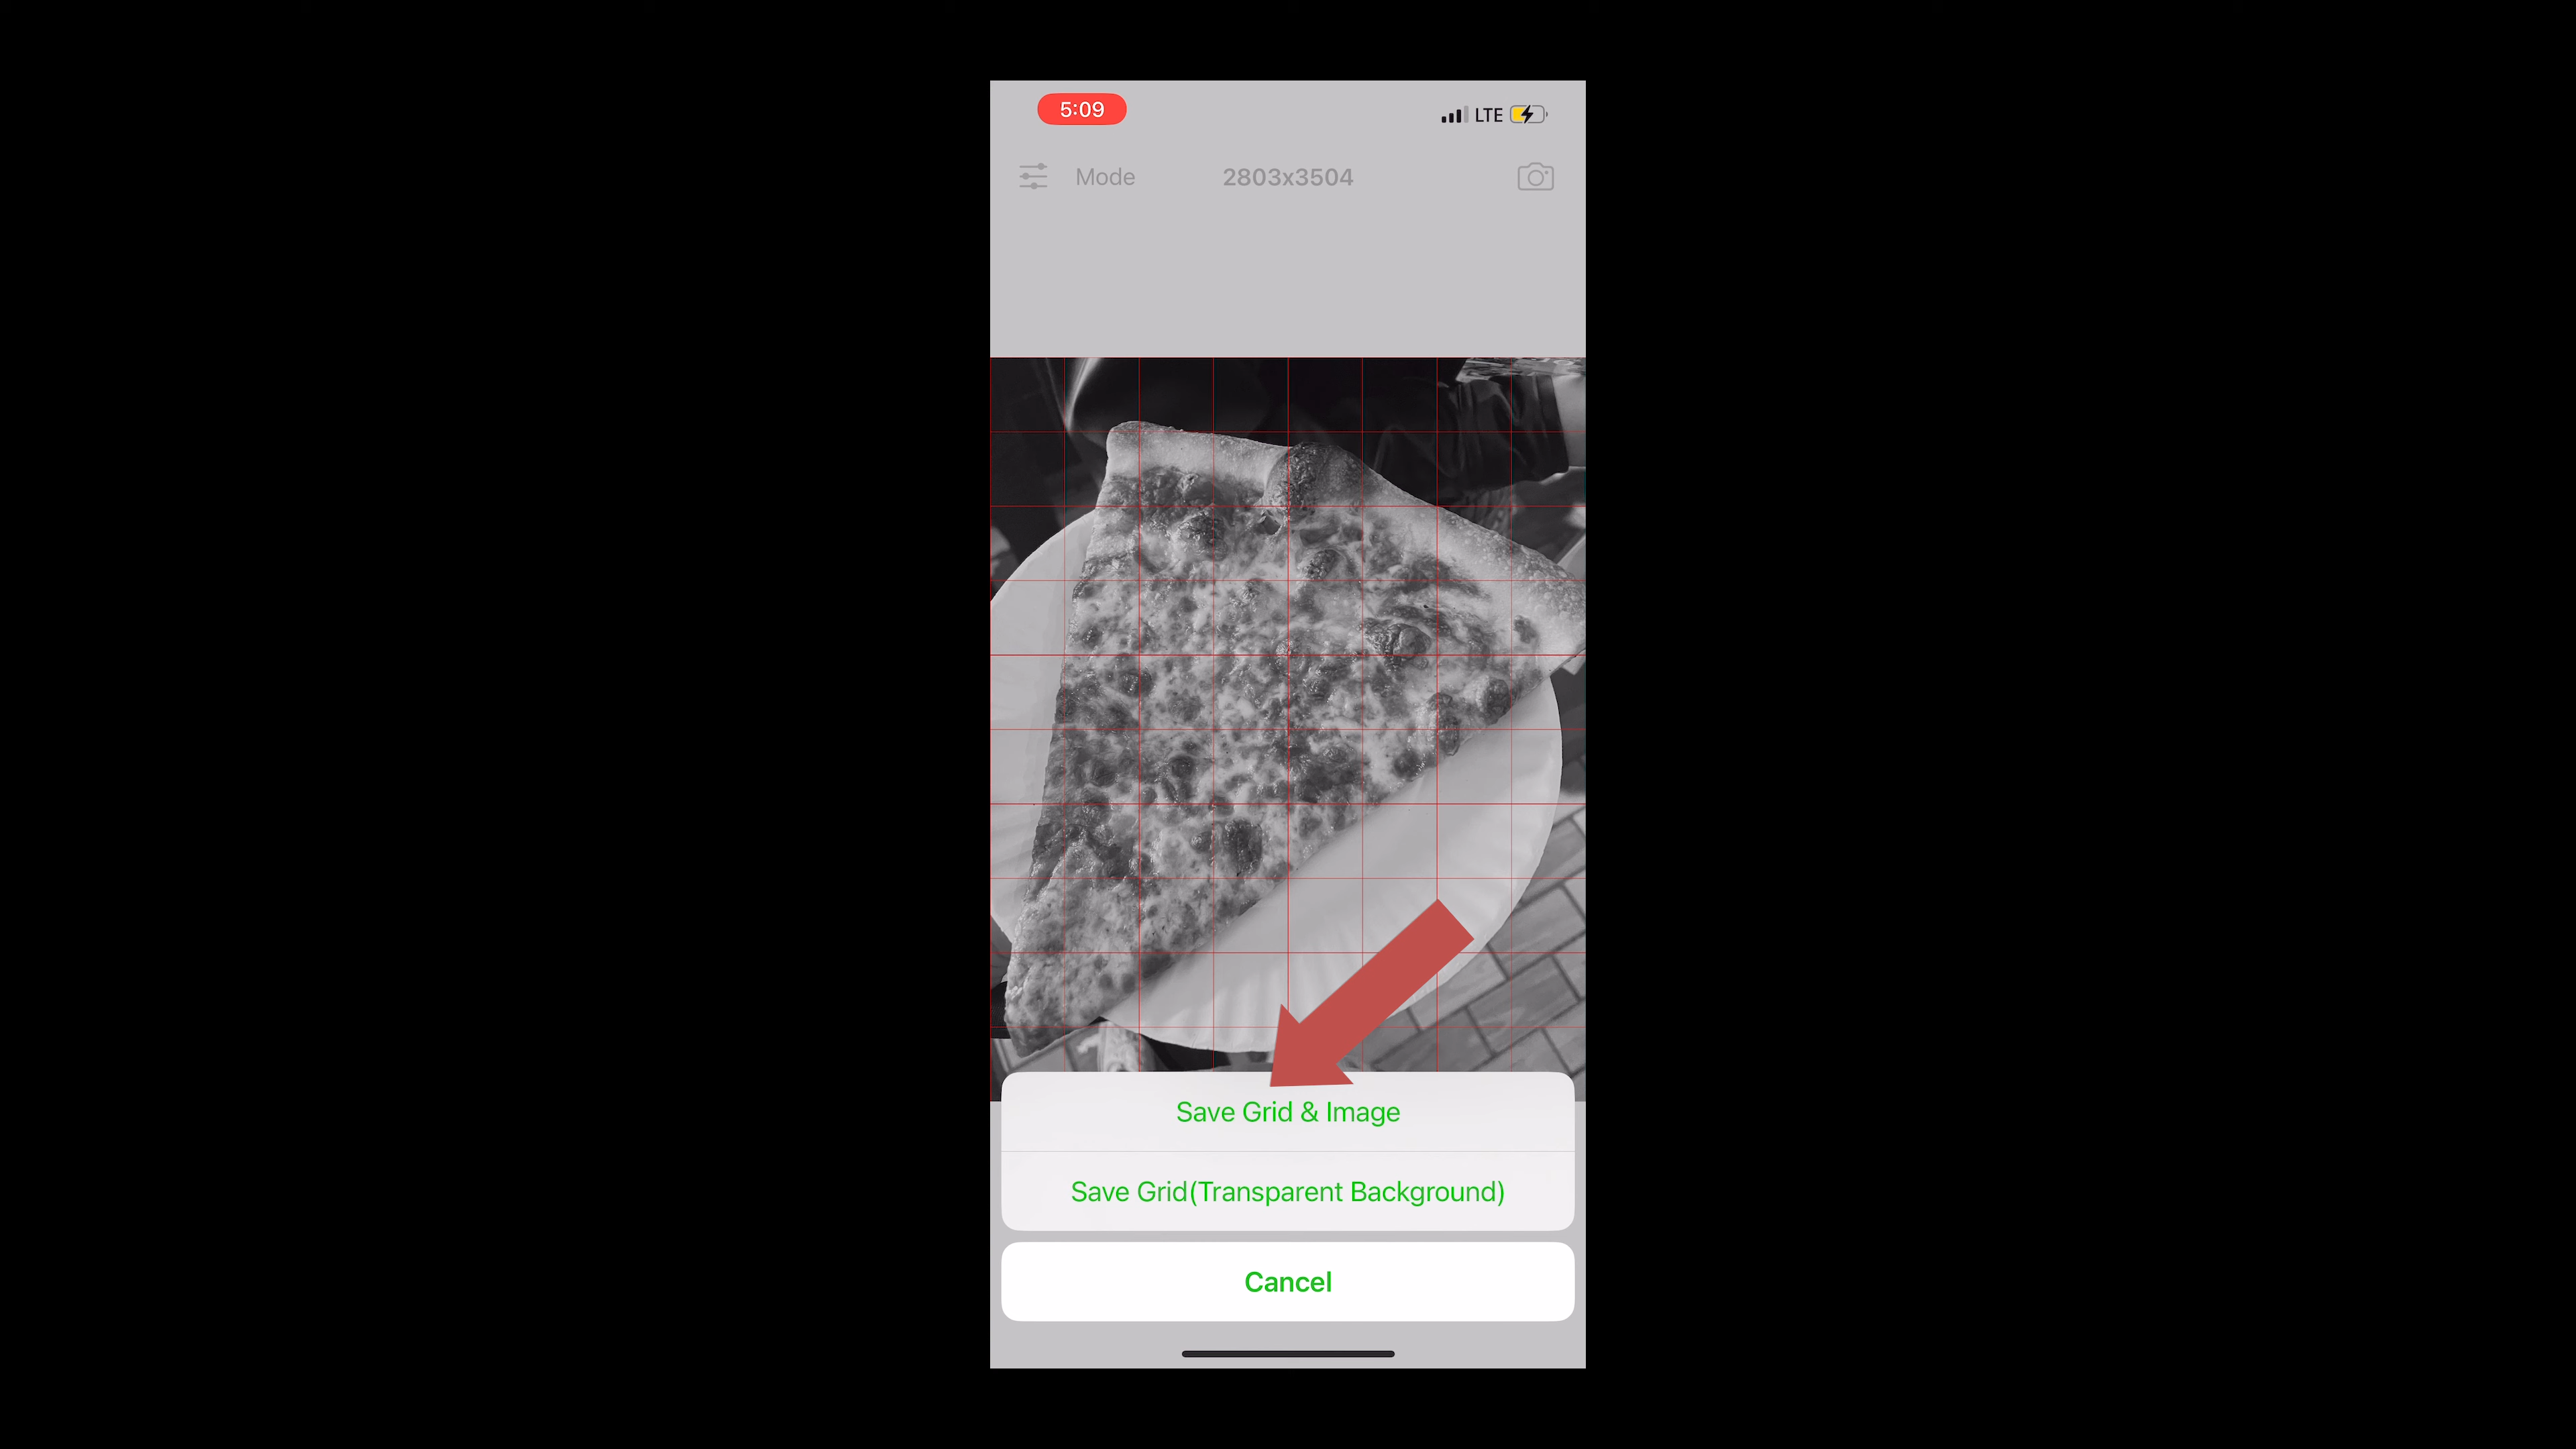 5:09
LTE
Mode
2803x3504
Save Grid & Image
Save Grid(Transparent Background)
Cancel